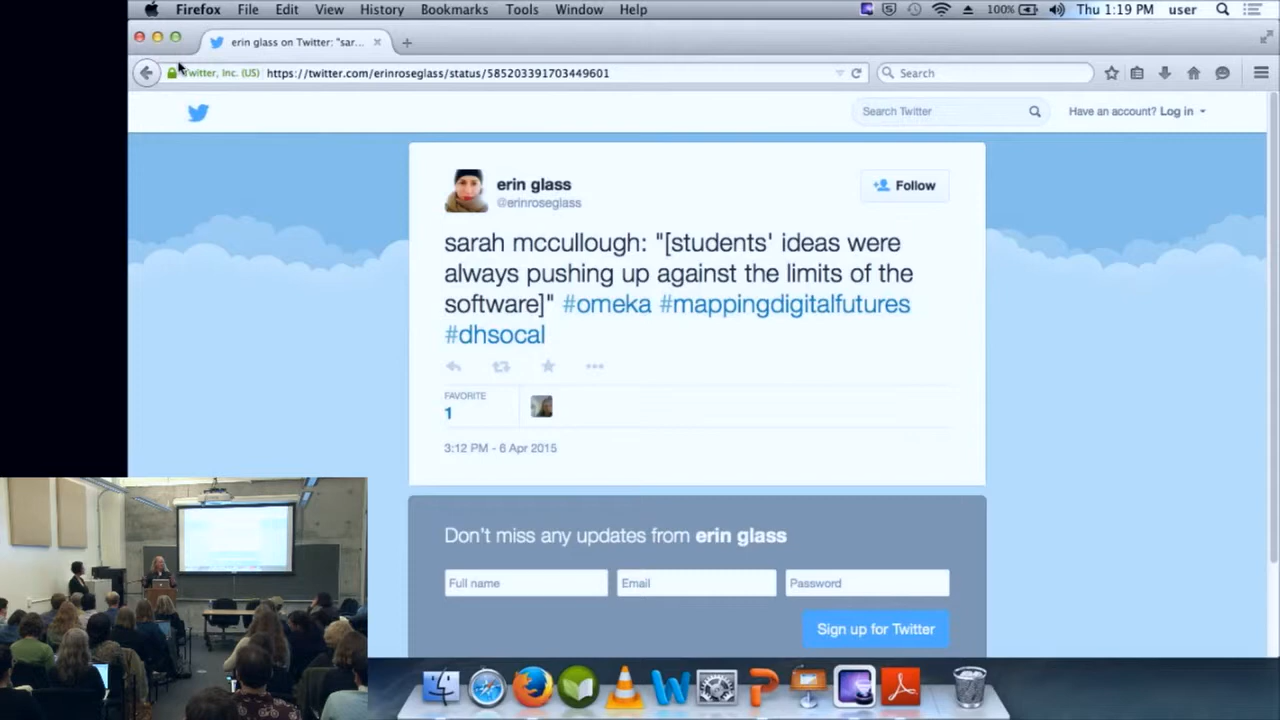 Firefox File Edit View History Bookmarks Tools Window Help 100% Thu 1:19 PM user
erin glass on Twitter: "sar...
Twitter, Inc. (US) https://twitter.com/erinroseglass/status/585203391703449601 Search
Search Twitter Have an account? Log in
erin glass
@erinroseglass
Follow
sarah mccullough: "[students' ideas were
always pushing up against the limits of the
software]" #omeka #mappingdigitalfutures
#dhsocal
FAVORITE
1
3:12 PM - 6 Apr 2015
Don't miss any updates from erin glass
Full name Email Password
Sign up for Twitter